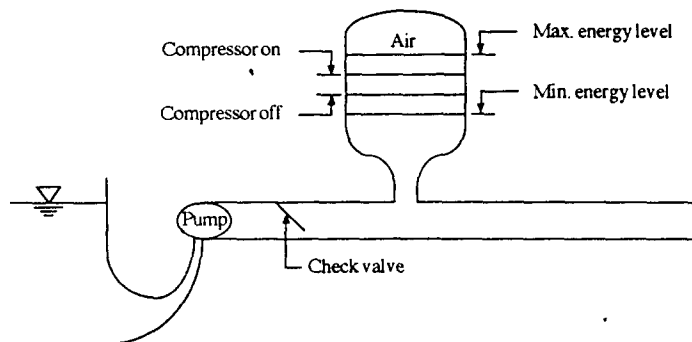 Air
Max. energy level
Compressor on
Min. energy level
Compressor off
Pump
Check valve